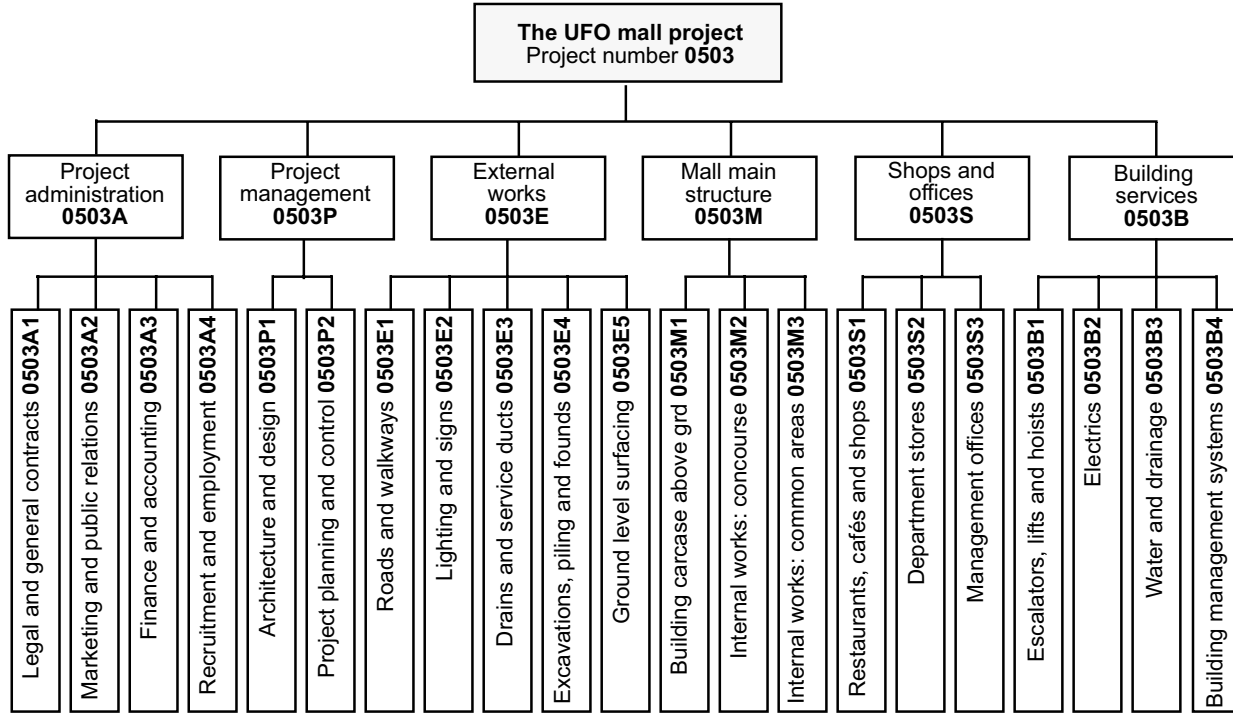 The UFO mall project
Project number 0503
Project
administration
0503A
Project
management
0503P
External
works
0503E
Mall main
structure
0503M
Shops and
offices
0503S
Building
services
0503B
Legal and general contracts 0503A1
Marketing and public relations 0503A2
Finance and accounting 0503A3
Recruitment and employment 0503A4
Architecture and design 0503P1
Project planning and control 0503P2
Roads and walkways 0503E1
Lighting and signs 0503E2
Drains and service ducts 0503E3
Excavations, piling and founds 0503E4
Ground level surfacing 0503E5
Building carcase above grd 0503M1
Internal works: concourse 0503M2
Internal works: common areas 0503M3
Restaurants, cafés and shops 0503S1
Department stores 0503S2
Management offices 0503S3
Escalators, lifts and hoists 0503B1
Electrics 0503B2
Water and drainage 0503B3
Building management systems 0503B4